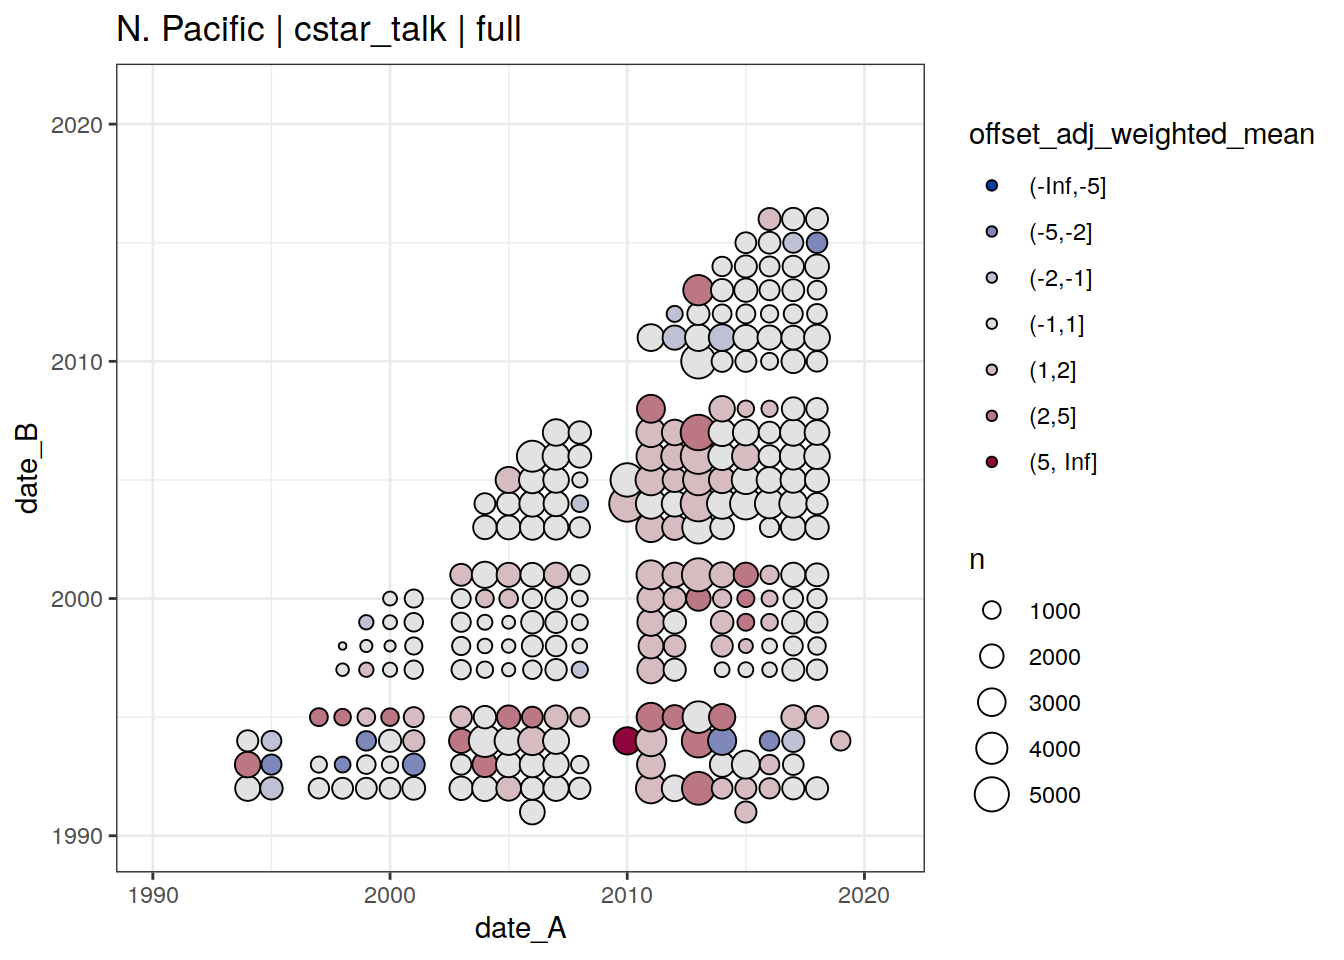 N. Pacific | cstar_talk | full
2020
2010
2000
1990
date_B
1990
2000
2010
2020
date_A
offset_adj_weighted_mean
(-Inf,-5]
(-5,-2]
(-2,-1]
(-1,1]
(1,2]
(2,5]
(5, Inf]
n
1000
2000
3000
4000
5000